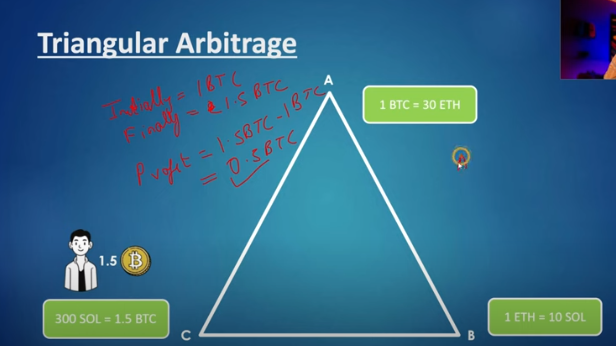 Triangular Arbitrage
Initially = 1BTC
Finally = 1.5 BTC
Profit = 1.5BTC-1BTC
= 0.5BTC
A
1 BTC = 30 ETH
1.5
300 SOL = 1.5 BTC
C
B
1 ETH = 10 SOL